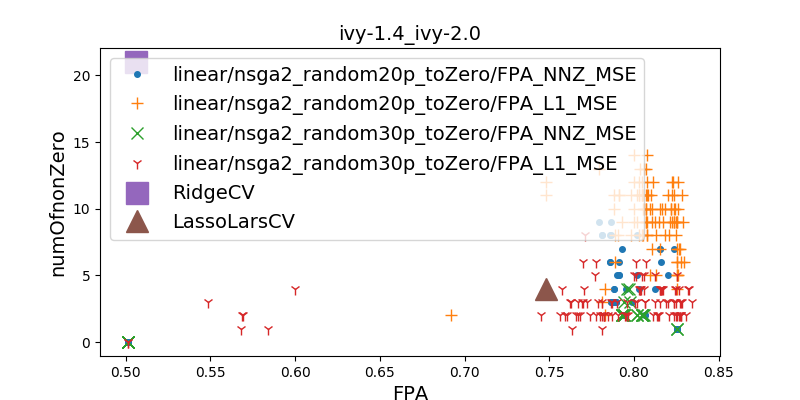 ivy-1.4_ivy-2.0
numOfnonZero
20
15
10
5
0
linear/nsga2_random20p_toZero/FPA_NNZ_MSE
linear/nsga2_random20p_toZero/FPA_L1_MSE
linear/nsga2_random30p_toZero/FPA_NNZ_MSE
linear/nsga2_random30p_toZero/FPA_L1_MSE
RidgeCV
LassoLarsCV
0.50 0.55 0.60 0.65 0.70 0.75 0.80 0.85
FPA